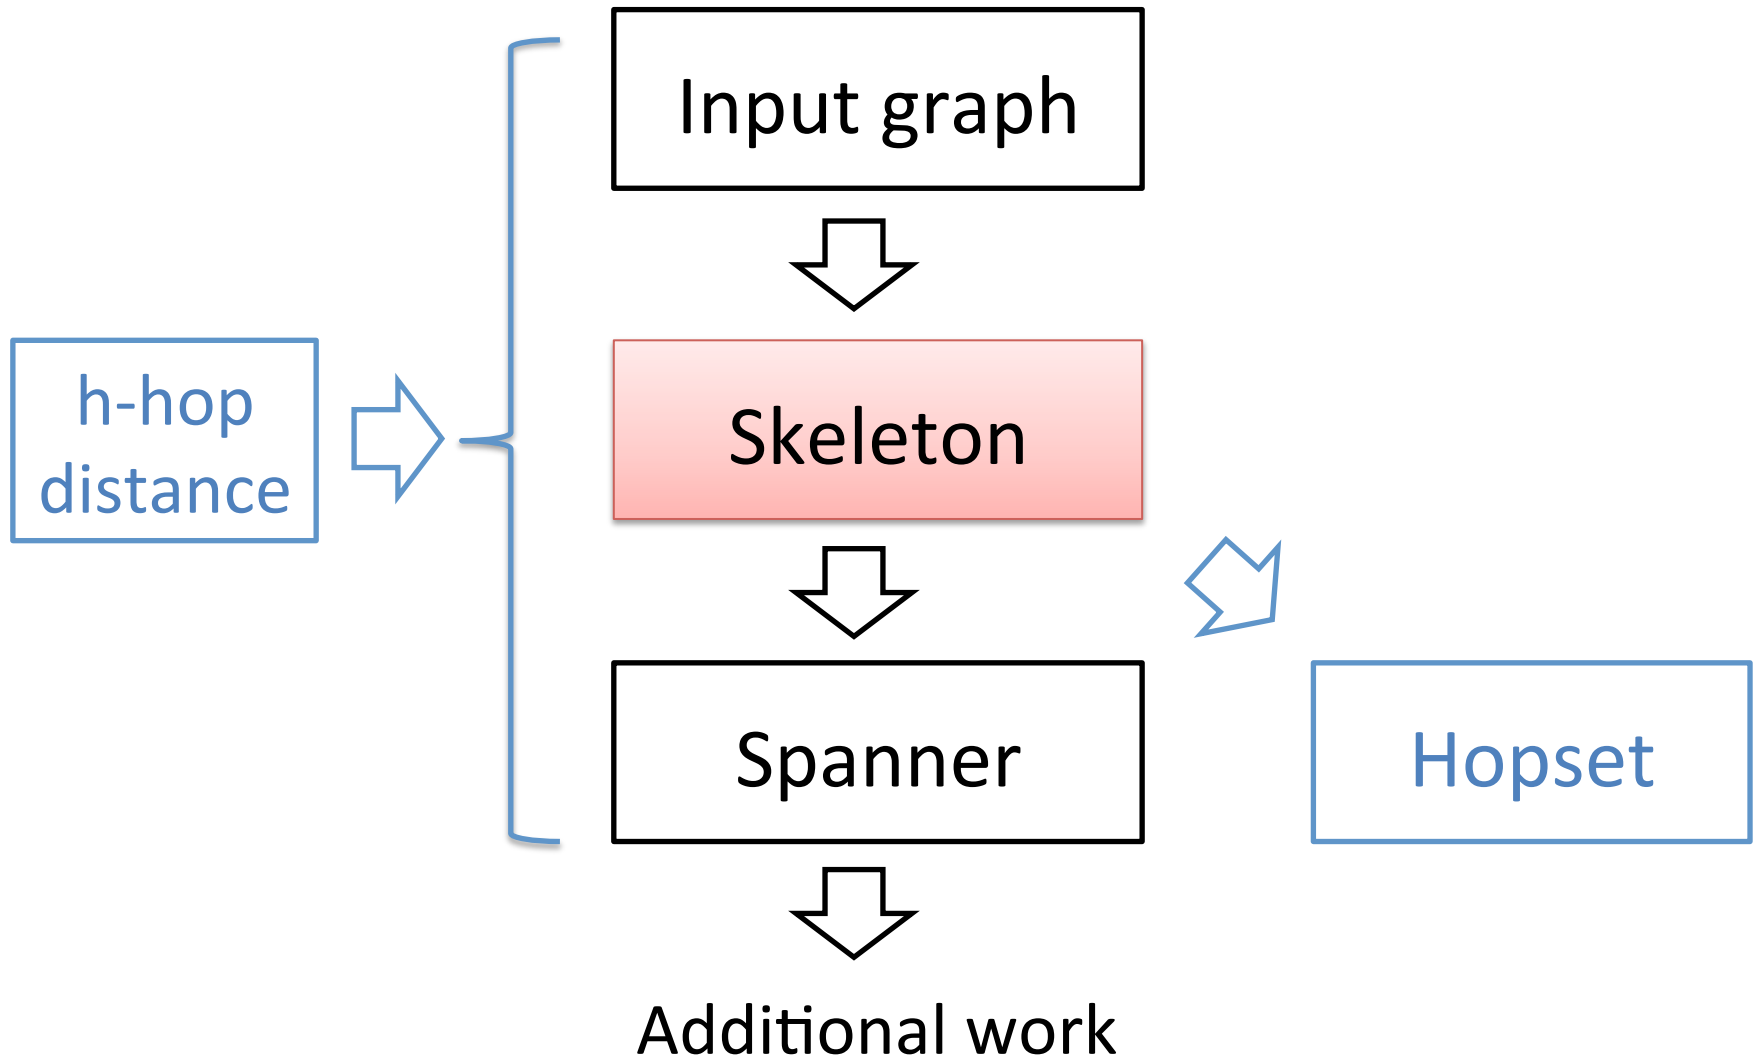 Input graph
h-hop
distance
Skeleton
Spanner
Hopset
Additional work